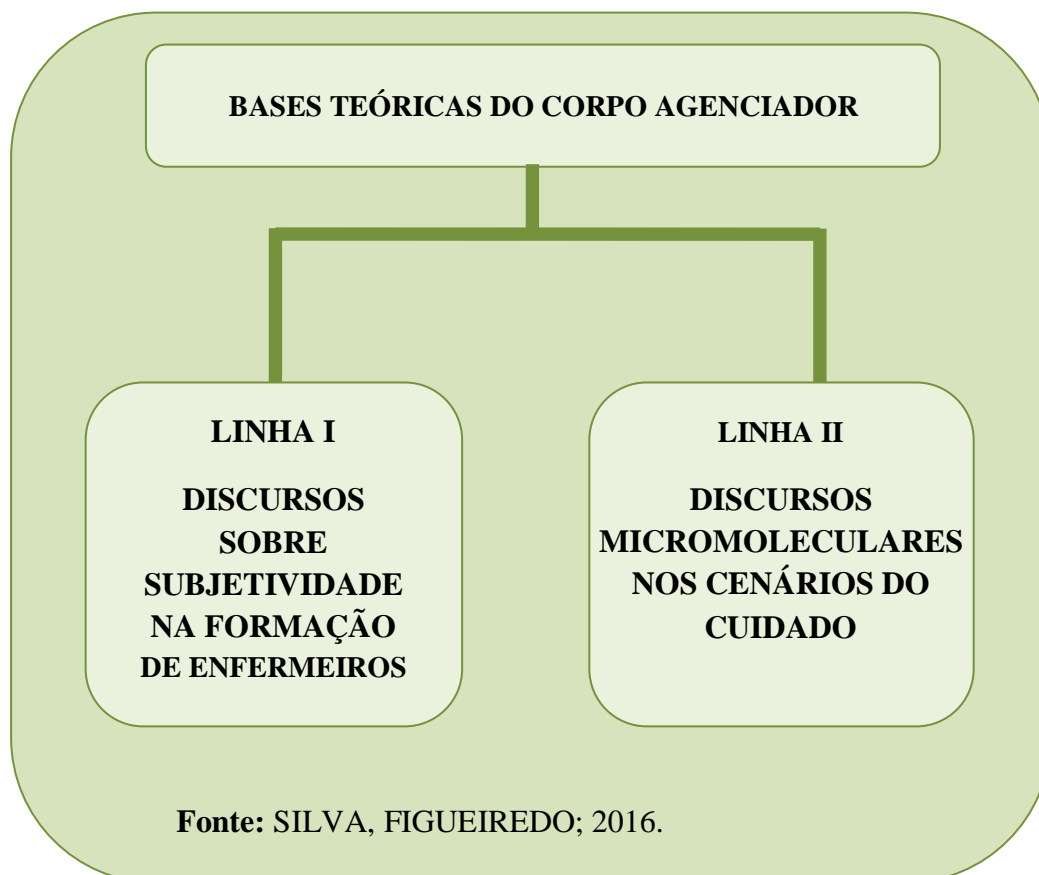 BASES TEÓRICAS DO CORPO AGENCIADOR
LINHA I
DISCURSOS
SOBRE
SUBJETIVIDADE
NA FORMAÇÃO
DE ENFERMEIROS
LINHA II
DISCURSOS
MICROMOLECULARES
NOS CENÁRIOS DO
CUIDADO
Fonte: SILVA, FIGUEIREDO; 2016.